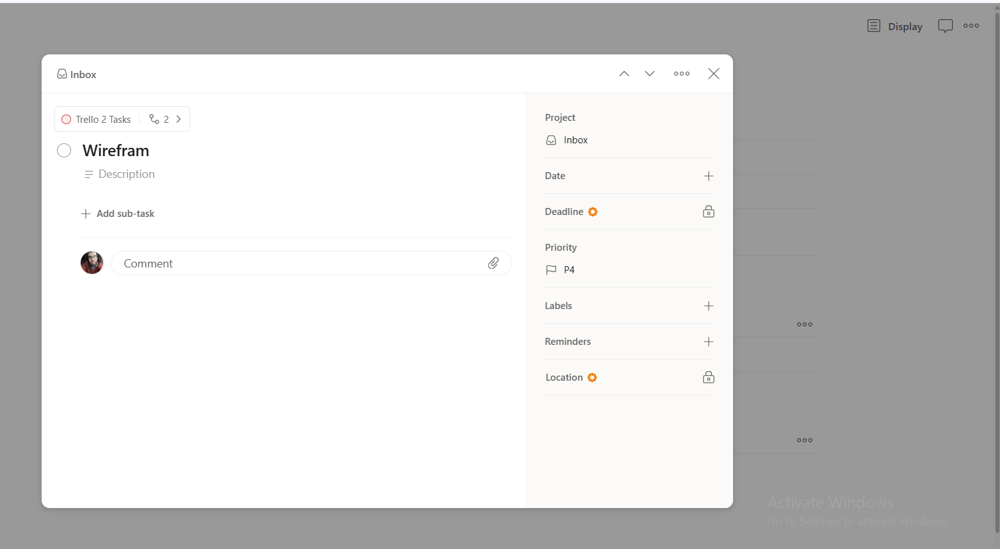 Display
Inbox
Trello 2 Tasks 2
Wirefram
Description
Add sub-task
Comment
Project
Inbox
Date
Deadline
Priority
P4
Labels
Reminders
Location
Activate Windows
Go to Settings to activate Windows.